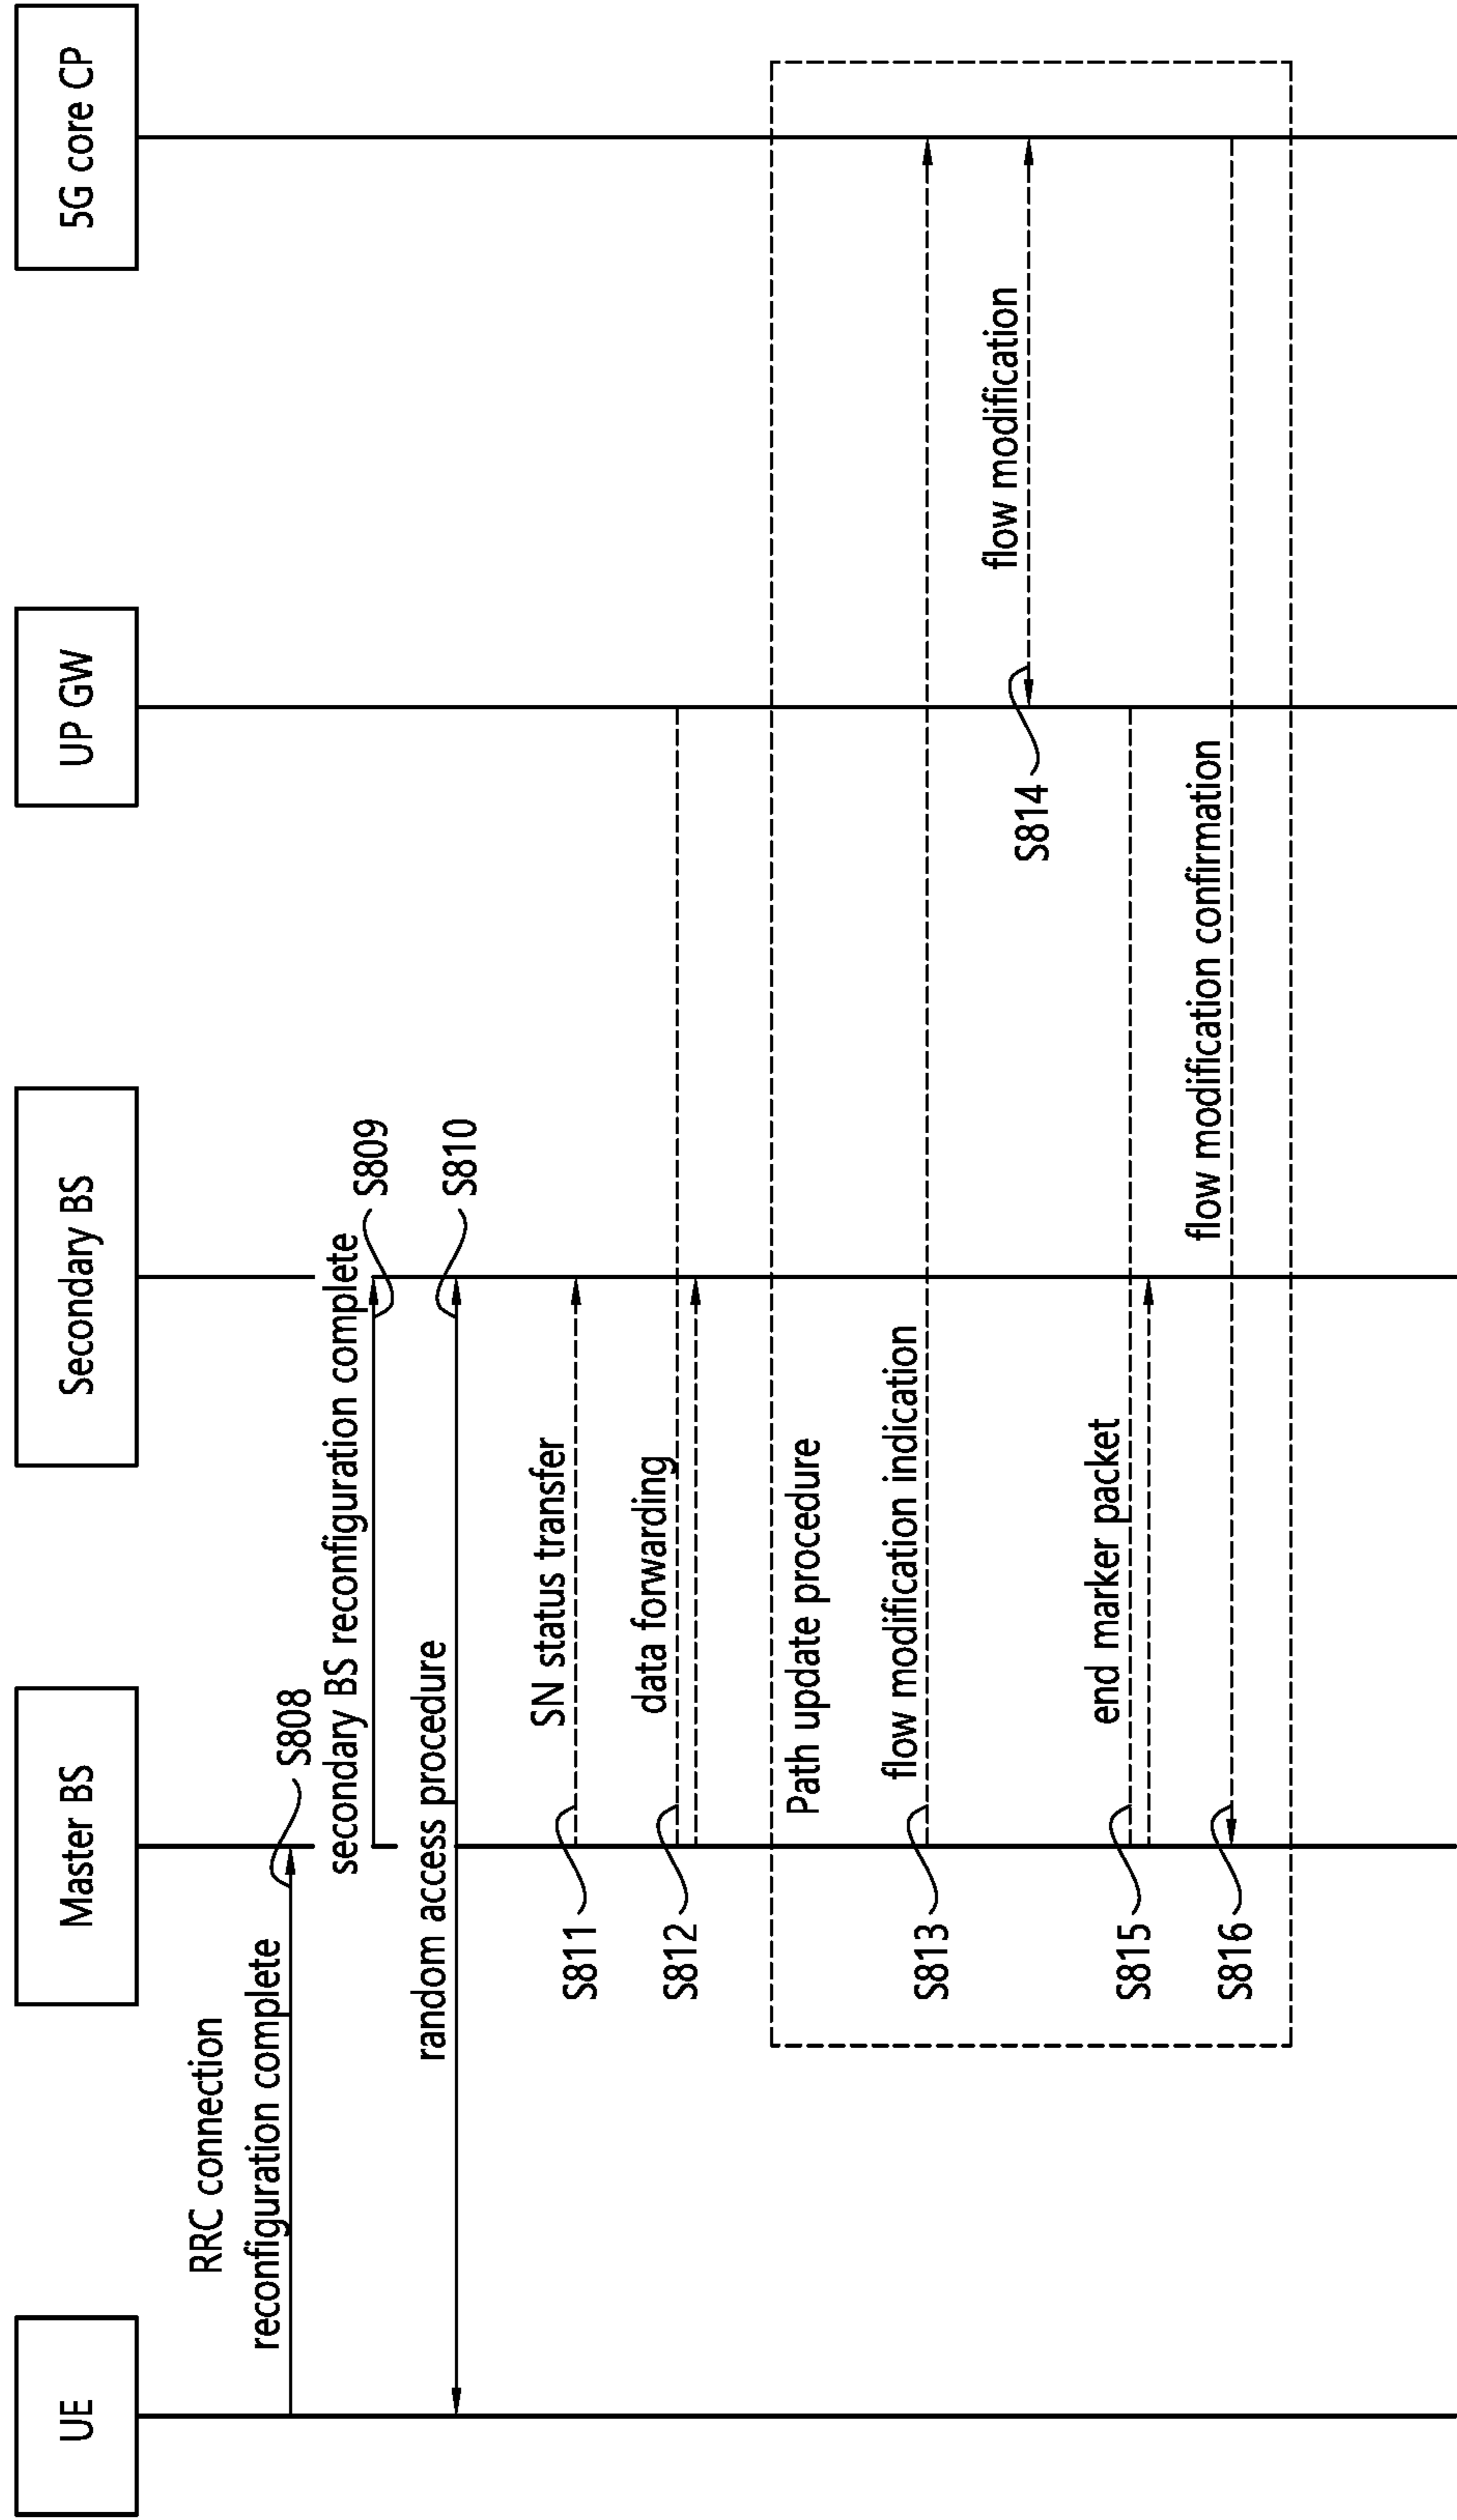 UE
Master BS
Secondary BS
UP GW
5G core CP
RRC connection
reconfiguration complete
S808
secondary BS reconfiguration complete
S809
random access procedure
S810
SN status transfer
S811
data forwarding
S812
Path update procedure
flow modification indication
S813
flow modification
S814
end marker packet
S815
flow modification confirmation
S816